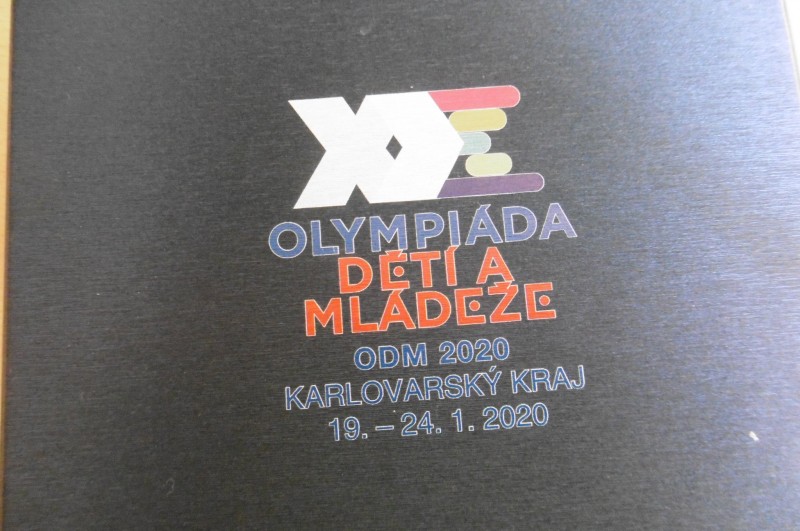 OLYMPIÁDA
DĚTÍ A
MLÁDEŽE
ODM 2020
KARLOVARSKÝ KRAJ
19. – 24. 1. 2020